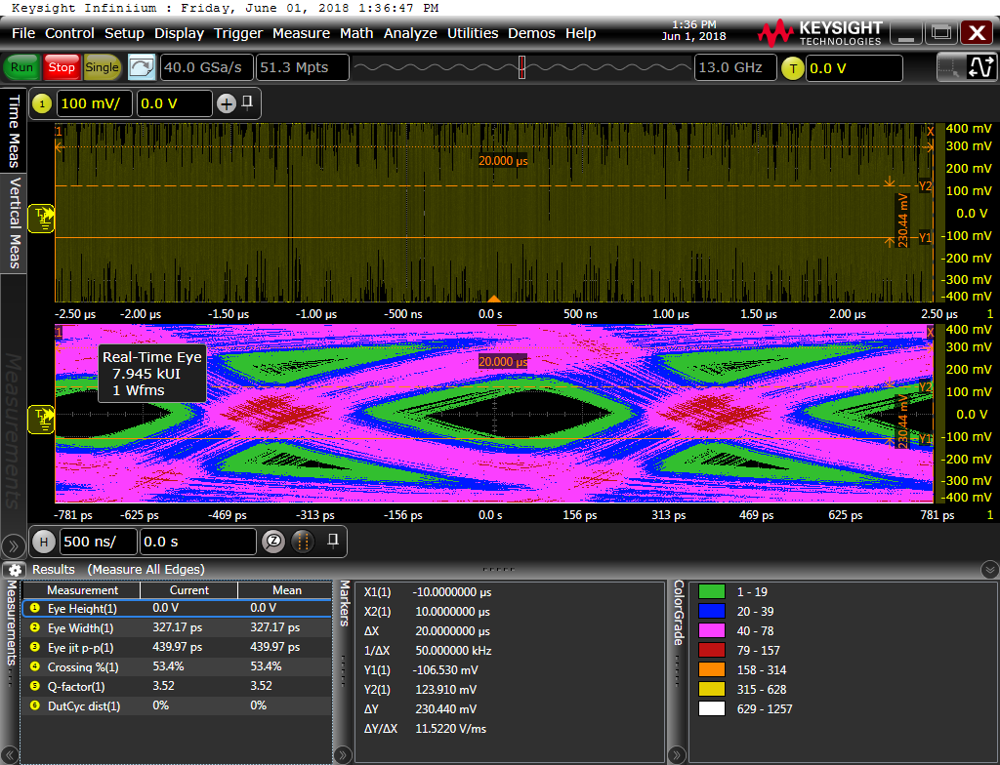 Keysight Infiniium : Friday, June 01, 2018 1:36:47 PM
File Control Setup Display Trigger Measure Math Analyze Utilities Demos Help
1:36 PM
Jun 1, 2018
KEYSIGHT
TECHNOLOGIES
Run Stop Single 40.0 GSa/s 51.3 Mpts 13.0 GHz T 0.0 V
1 100 mV/ 0.0 V
Time Meas
Vertical Meas
Measurements
1 X 400 mV
300 mV
20.000 µs
200 mV
Y2 100 mV
230.44 mV
0.0 V
Y1 -100 mV
-200 mV
-300 mV
-400 mV
-2.50 µs -2.00 µs -1.50 µs -1.00 µs -500 ns 0.0 s 500 ns 1.00 µs 1.50 µs 2.00 µs 2.50 µs 1
1 X 400 mV
300 mV
Real-Time Eye
7.945 kUI
1 Wfms
20.000 µs
200 mV
Y2 100 mV
230.44 mV
0.0 V
Y1 -100 mV
-200 mV
-300 mV
-400 mV
-781 ps -625 ps -469 ps -313 ps -156 ps 0.0 s 156 ps 313 ps 469 ps 625 ps 781 ps 1
H 500 ns/ 0.0 s
Results (Measure All Edges)
Measurements
Measurement Current Mean
1 Eye Height(1) 0.0 V 0.0 V
2 Eye Width(1) 327.17 ps 327.17 ps
3 Eye jit p-p(1) 439.97 ps 439.97 ps
4 Crossing %(1) 53.4% 53.4%
5 Q-factor(1) 3.52 3.52
6 DutCyc dist(1) 0% 0%
Markers
X1(1) -10.0000000 µs
X2(1) 10.0000000 µs
ΔX 20.0000000 µs
1/ΔX 50.000000 kHz
Y1(1) -106.530 mV
Y2(1) 123.910 mV
ΔY 230.440 mV
ΔY/ΔX 11.5220 V/ms
ColorGrade
1 - 19
20 - 39
40 - 78
79 - 157
158 - 314
315 - 628
629 - 1257